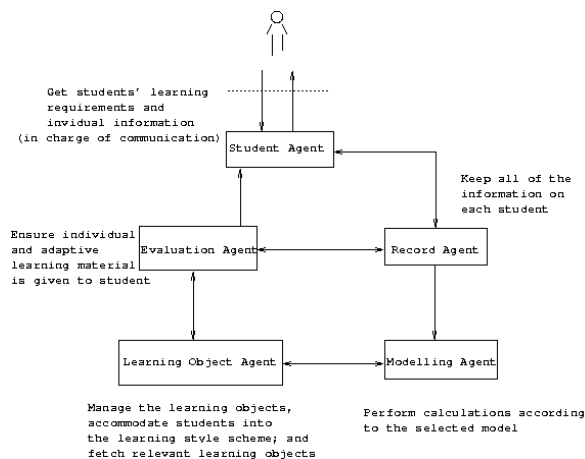 Get students' learning
requirements and
invidual information
(in charge of communication)
Student Agent
Keep all of the
information on
each student
Ensure individual
and adaptive
learning material
is given to student
Evaluation Agent
Record Agent
Learning Object Agent
Modelling Agent
Manage the learning objects,
accommodate students into
the learning style scheme; and
fetch relevant learning objects
Perform calculations according
to the selected model